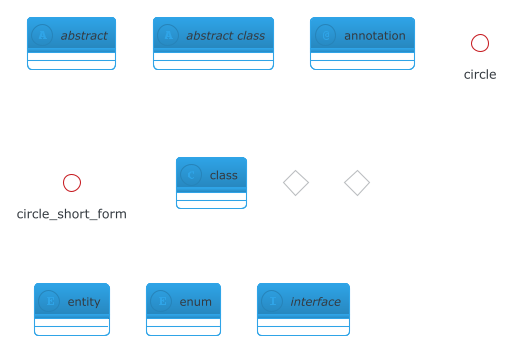 A abstract
A abstract class
@ annotation
circle
circle_short_form
C class
E entity
E enum
I interface